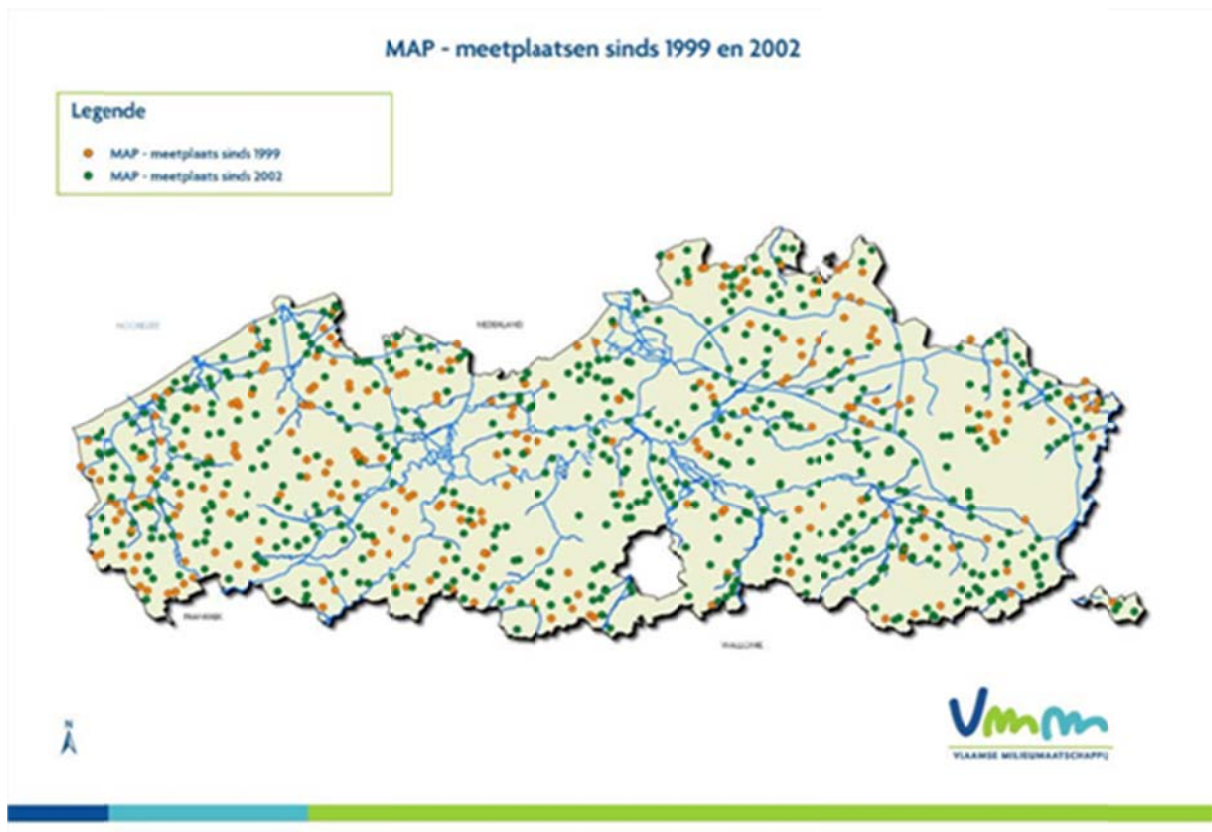 MAP - meetplaatsen sinds 1999 en 2002
Legende
MAP - meetplaats sinds 1999
MAP - meetplaats sinds 2002
NOORDZEE
NEDERLAND
FRANKRIJK
WALLONIE
N
Vmm
VLAAMSE MILIEUMAATSCHAPPIJ